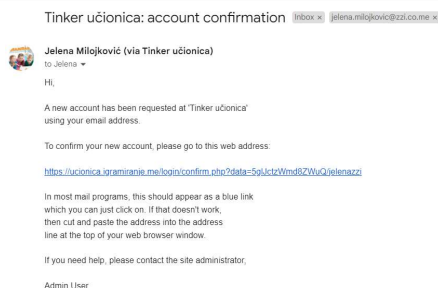 Tinker učionica: account confirmation Inbox × jelena.milojkovic@zzi.co.me ×
Jelena Milojković (via Tinker učionica)
to Jelena
Hi,
A new account has been requested at 'Tinker učionica'
using your email address.
To confirm your new account, please go to this web address:
https://ucionica.igramiranje.me/login/confirm.php?data=5glJctzWmd8ZWuQ/jelenazzi
In most mail programs, this should appear as a blue link
which you can just click on. If that doesn't work,
then cut and paste the address into the address
line at the top of your web browser window.
If you need help, please contact the site administrator,
Admin User